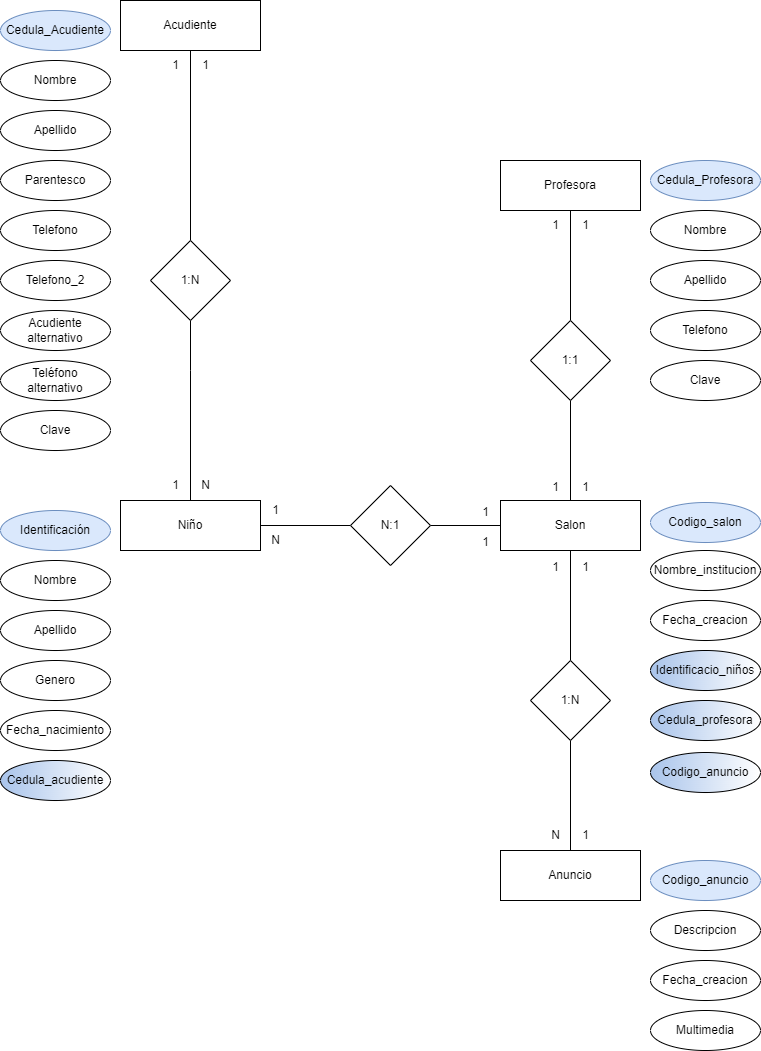 Acudiente
Cedula_Acudiente
1
1
Nombre
Apellido
Parentesco
Telefono
Telefono_2
Acudiente
alternativo
Teléfono
alternativo
Clave
1:N
1
N
Profesora
Cedula_Profesora
1
1
Nombre
Apellido
Telefono
Clave
1:1
1
1
Niño
Identificación
Nombre
Apellido
Genero
Fecha_nacimiento
Cedula_acudiente
1
N
N:1
1
1
Salon
Codigo_salon
1
1
Nombre_institucion
Fecha_creacion
Identificacio_niños
Cedula_profesora
Codigo_anuncio
1:N
N
1
Anuncio
Codigo_anuncio
Descripcion
Fecha_creacion
Multimedia